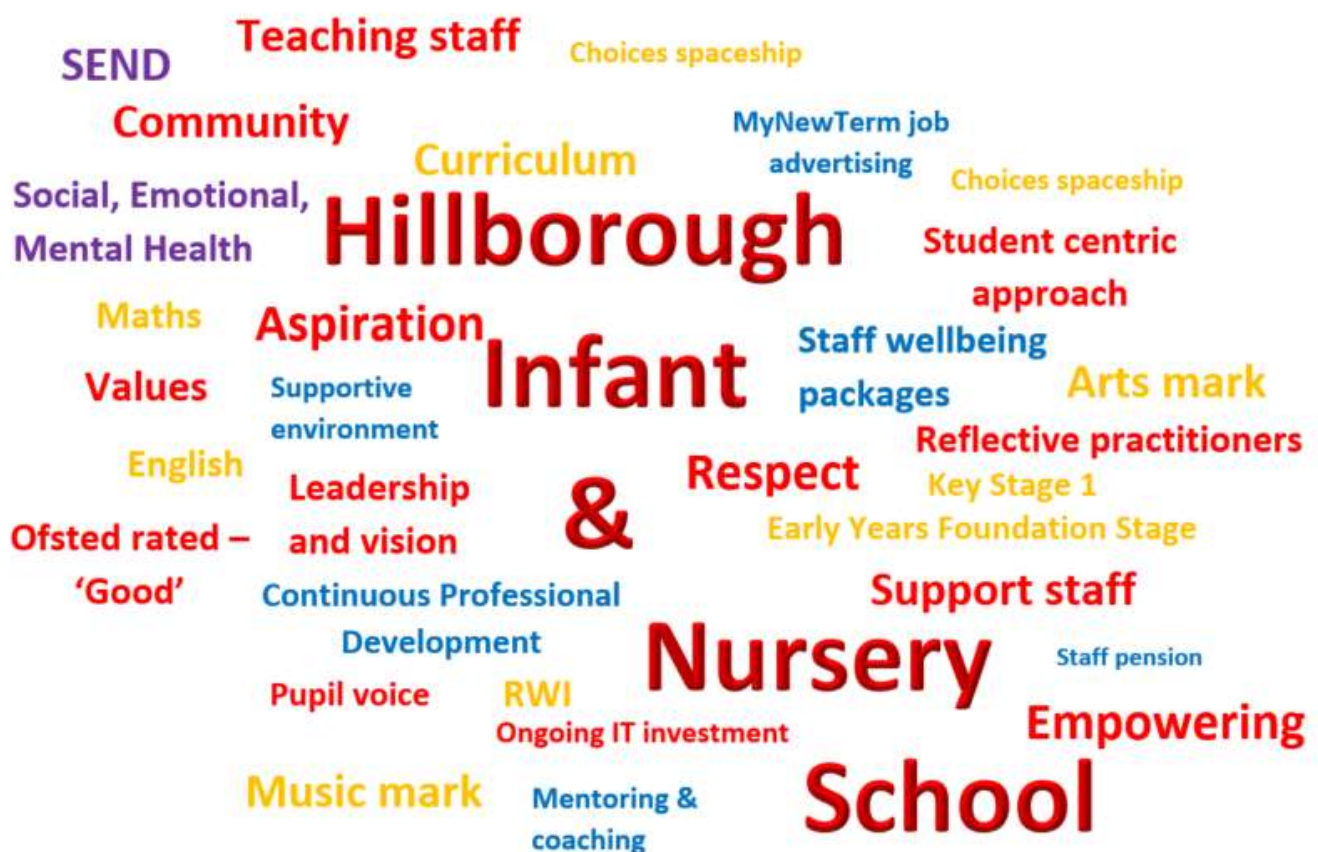 Teaching staff
Choices spaceship
SEND
Community
MyNewTerm job
advertising
Curriculum
Choices spaceship
Social, Emotional,
Mental Health
Hillborough
Student centric
approach
Maths
Aspiration
Infant
Staff wellbeing
packages
Values
Supportive
environment
Arts mark
Reflective practitioners
English
Leadership
and vision
&
Respect
Key Stage 1
Early Years Foundation Stage
Ofsted rated –
‘Good’
Continuous Professional
Development
Support staff
Nursery
Staff pension
Pupil voice
RWI
Ongoing IT investment
Empowering
Music mark
Mentoring &
coaching
School